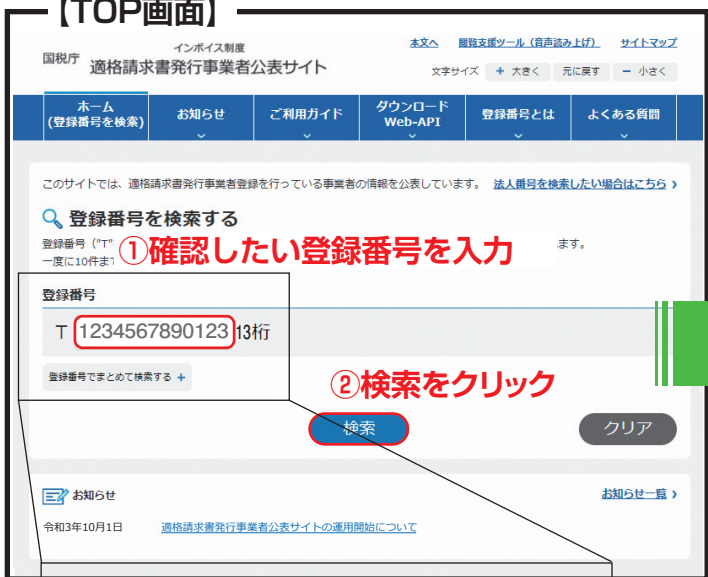 【TOP画面】
本文へ 閲覧支援ツール（音声読み上げ） サイトマップ
国税庁 インボイス制度
適格請求書発行事業者公表サイト
文字サイズ + 大きく 元に戻す − 小さく
ホーム
(登録番号を検索)
お知らせ
ご利用ガイド
ダウンロード
Web-API
登録番号とは
よくある質問
このサイトでは、適格請求書発行事業者登録を行っている事業者の情報を公表しています。 法人番号を検索したい場合はこちら
登録番号を検索する
登録番号（"T" ます。
一度に10件ま
①確認したい登録番号を入力
登録番号
T 1234567890123 13桁
登録番号でまとめて検索する +
②検索をクリック
検索
クリア
お知らせ
お知らせ一覧
令和3年10月1日 適格請求書発行事業者公表サイトの運用開始について